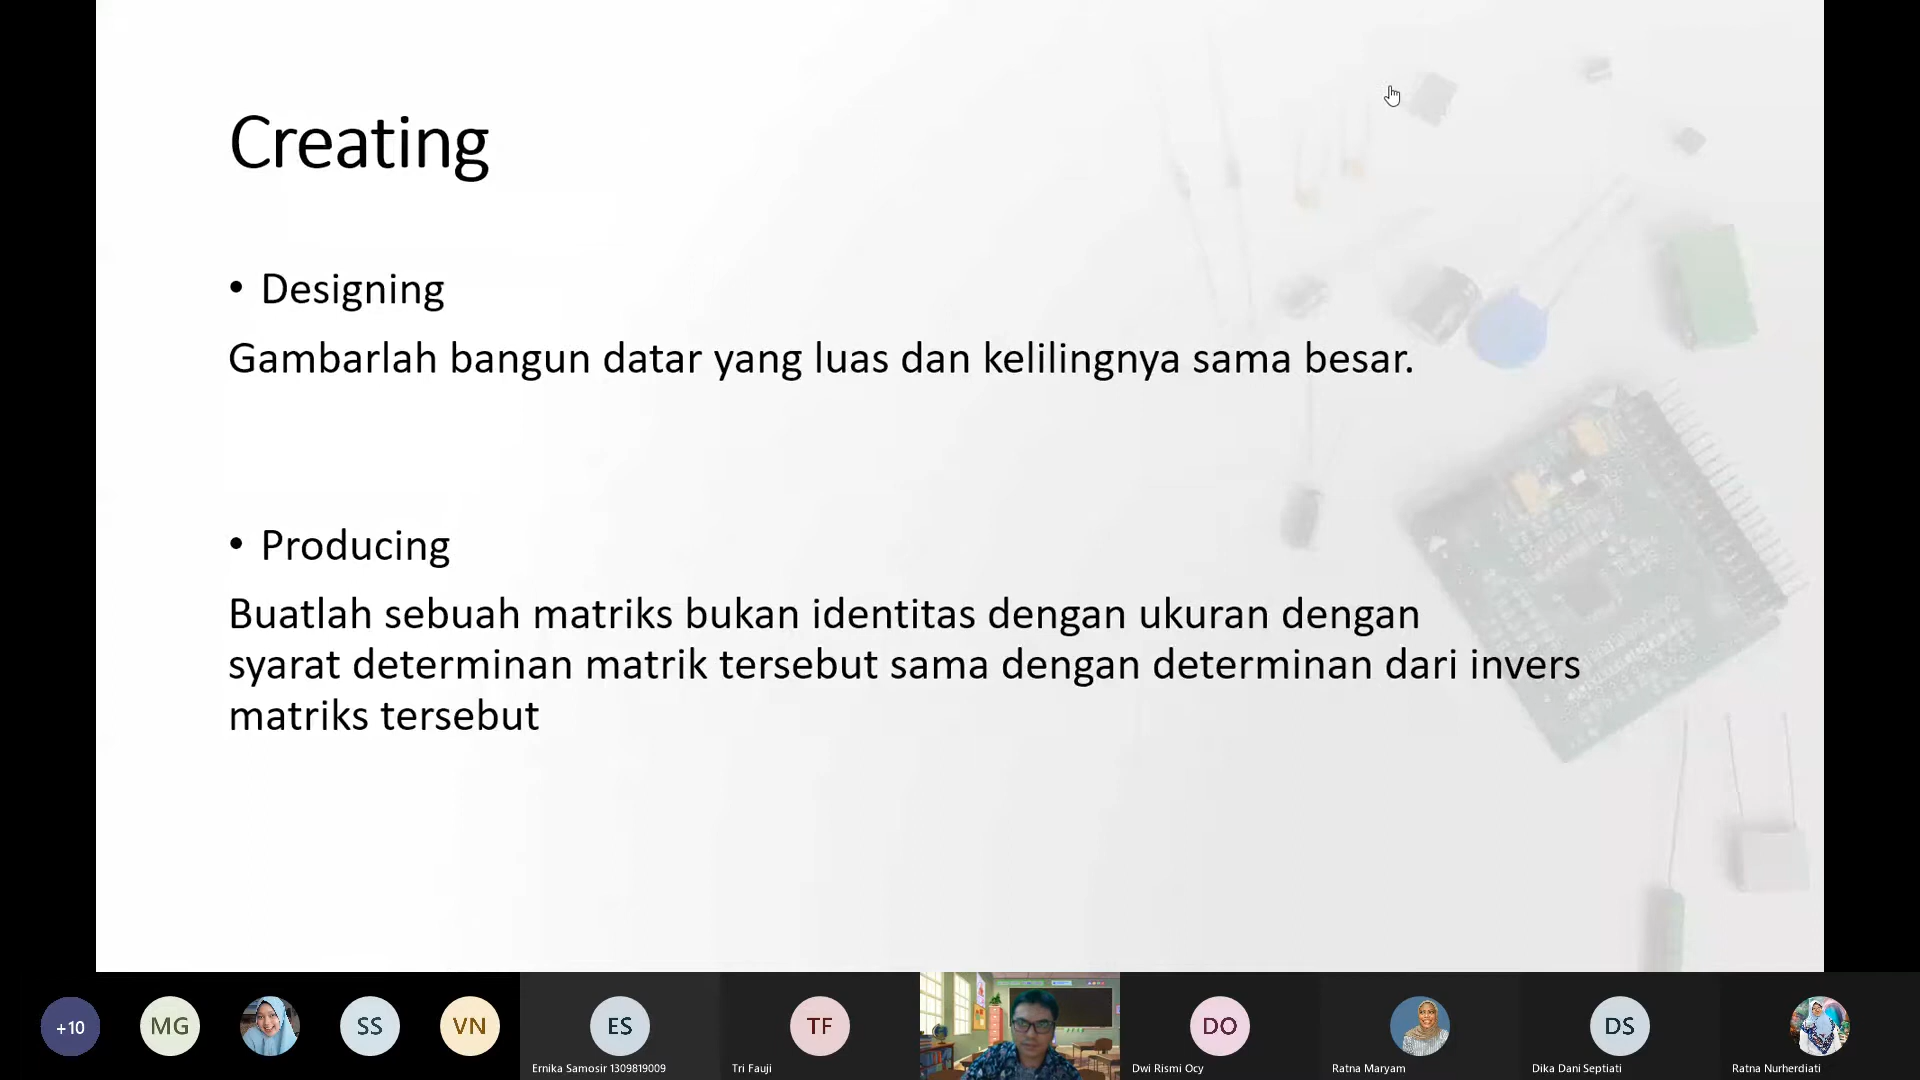 Creating
• Designing
Gambarlah bangun datar yang luas dan kelilingnya sama besar.
• Producing
Buatlah sebuah matriks bukan identitas dengan ukuran dengan
syarat determinan matrik tersebut sama dengan determinan dari invers
matriks tersebut
+10
MG
SS
VN
ES
TF
DO
DS
Ernika Samosir 1309819009
Tri Fauji
Dwi Rismi Ocy
Ratna Maryam
Dika Dani Septiati
Ratna Nurherdiati